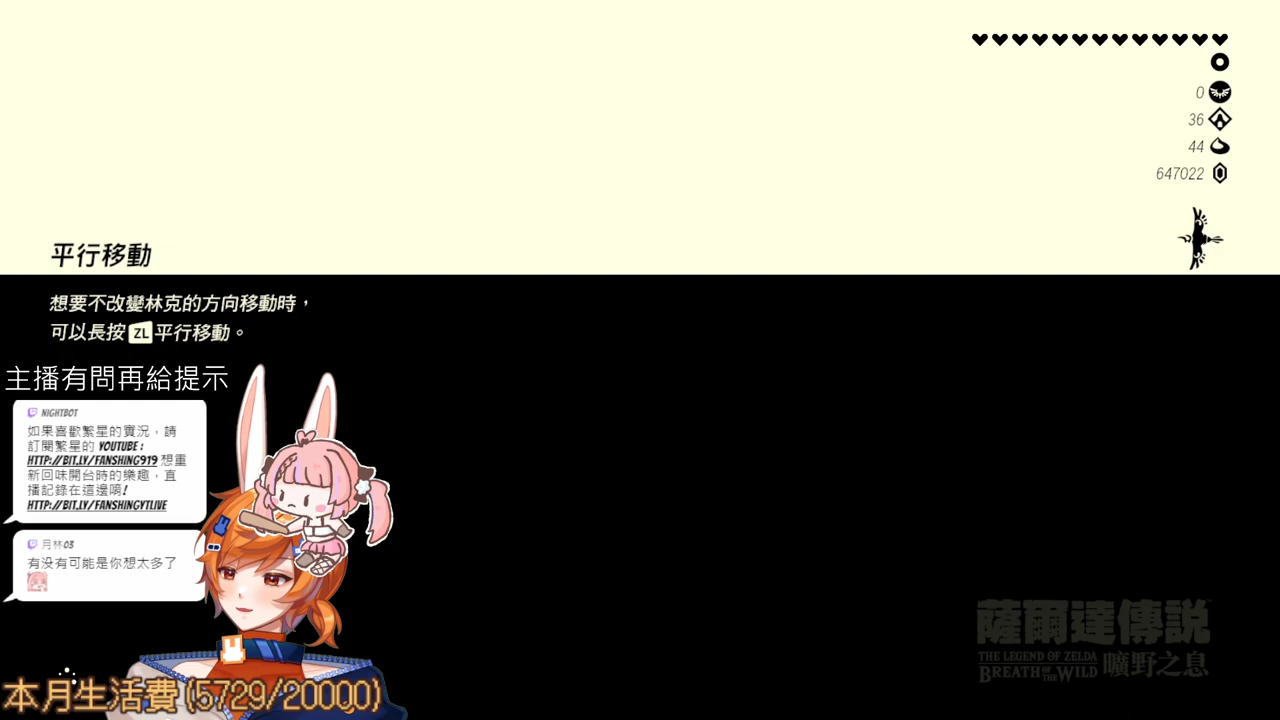 0
36
44
647022
平行移動
想要不改變林克的方向移動時，
可以長按 ZL 平行移動。
主播有問再給提示
NIGHTBOT
如果喜歡繁星的實況，請
訂閱繁星的 YOUTUBE：
HTTP://BIT.LY/FANSHING919 想重
新回味開台時的樂趣，直
播記錄在這邊唷！
HTTP://BIT.LY/FANSHINGYTLIVE
月林03
有没有可能是你想太多了
薩爾達傳說
THE LEGEND OF ZELDA
BREATH OF THE WILD 曠野之息
本月生活費 (5729/20000)